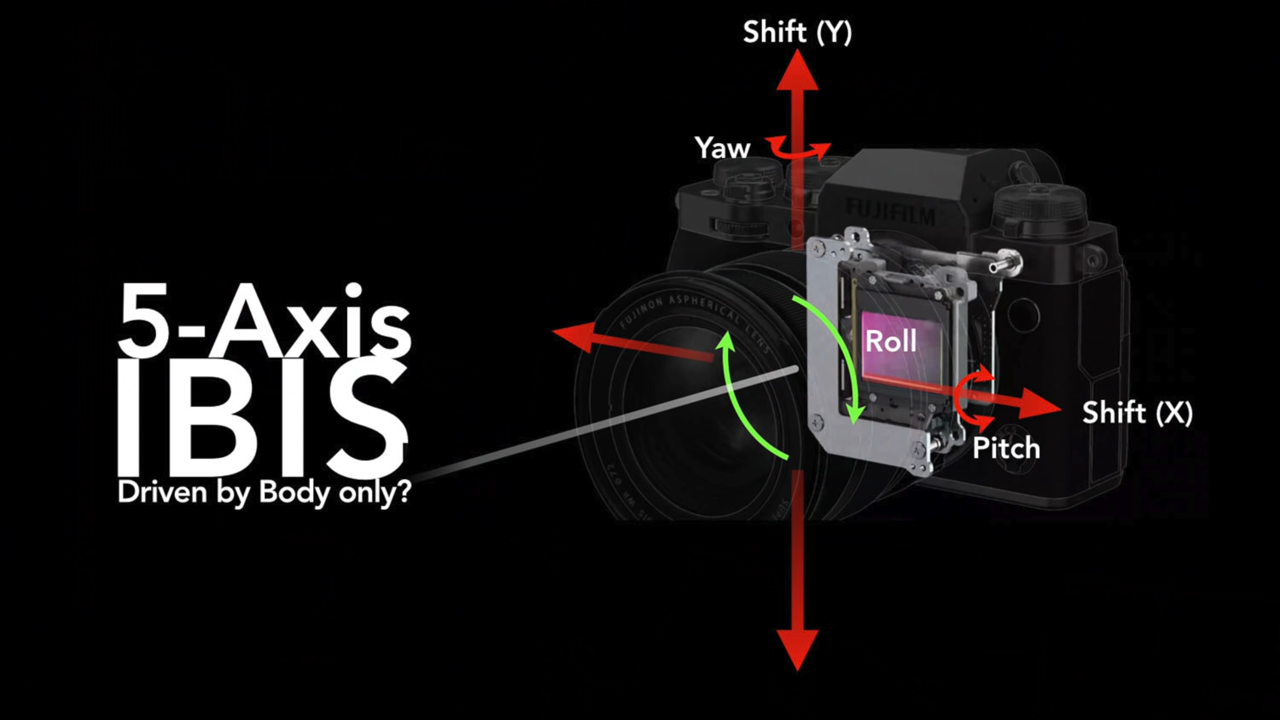 Shift (Y)
Yaw
FUJIFILM
FUJINON ASPHERICAL LENS
5-Axis
IBIS
Driven by Body only?
Roll
Shift (X)
Pitch